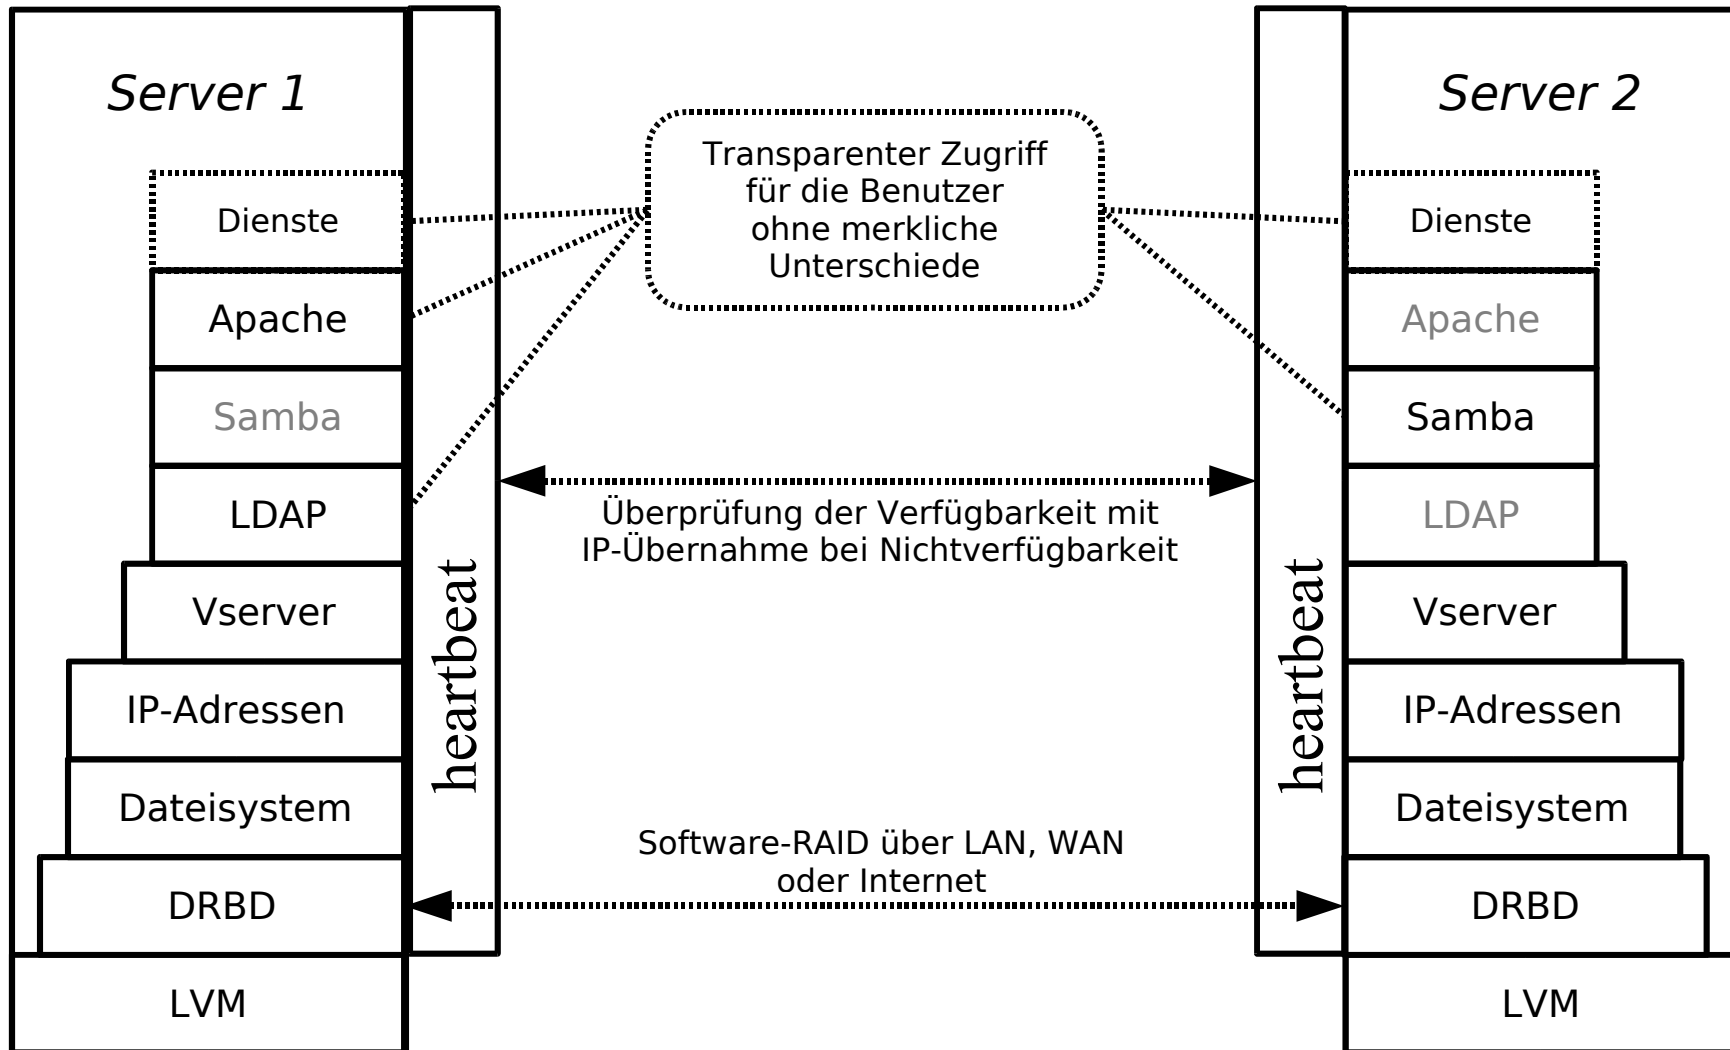 Server 1
Dienste
Apache
Samba
LDAP
Vserver
IP-Adressen
Dateisystem
DRBD
LVM
heartbeat
Transparenter Zugriff
für die Benutzer
ohne merkliche
Unterschiede
Überprüfung der Verfügbarkeit mit
IP-Übernahme bei Nichtverfügbarkeit
Software-RAID über LAN, WAN
oder Internet
heartbeat
Server 2
Dienste
Apache
Samba
LDAP
Vserver
IP-Adressen
Dateisystem
DRBD
LVM